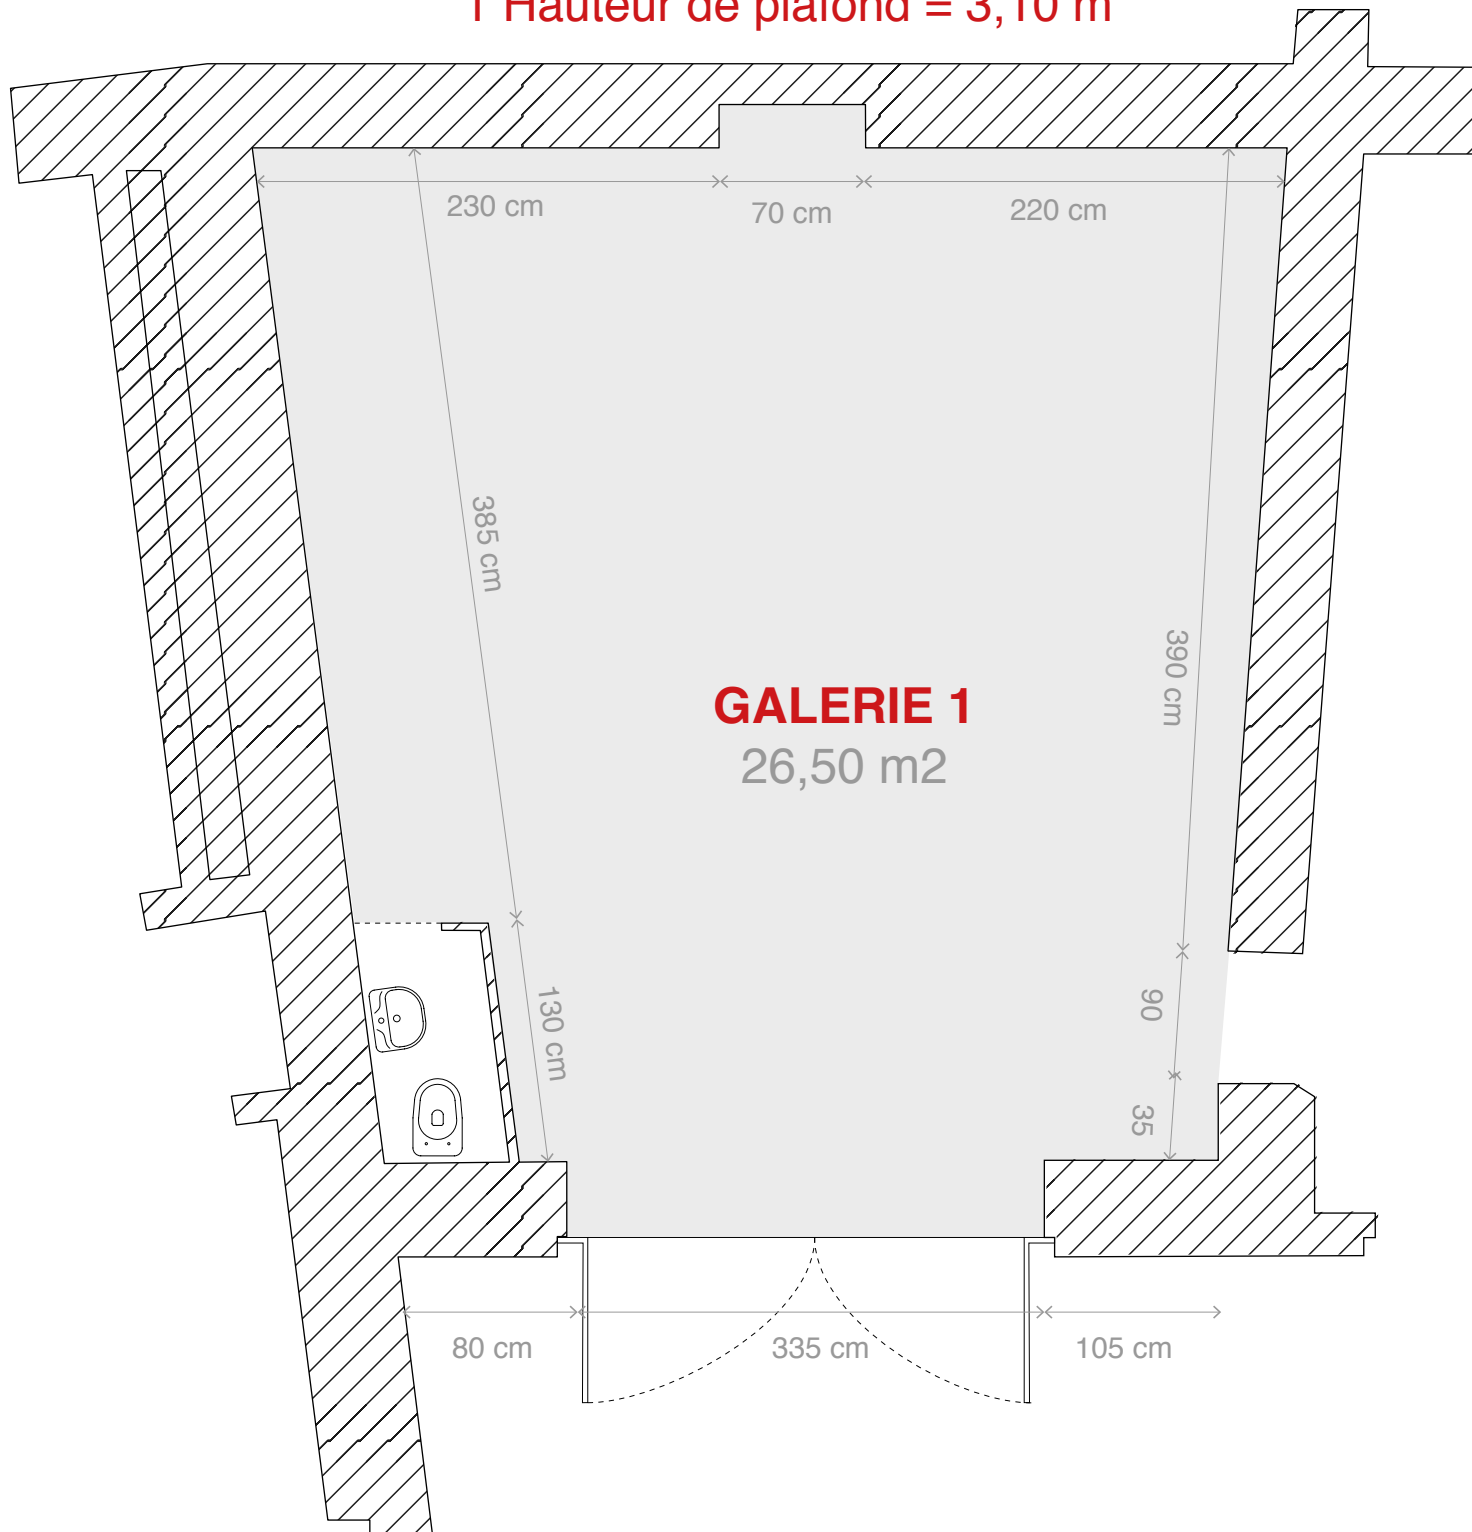 1 Hauteur de plafond = 3,10 m
230 cm
70 cm
220 cm
385 cm
390 cm
GALERIE 1
26,50 m2
130 cm
90
35
80 cm
335 cm
105 cm